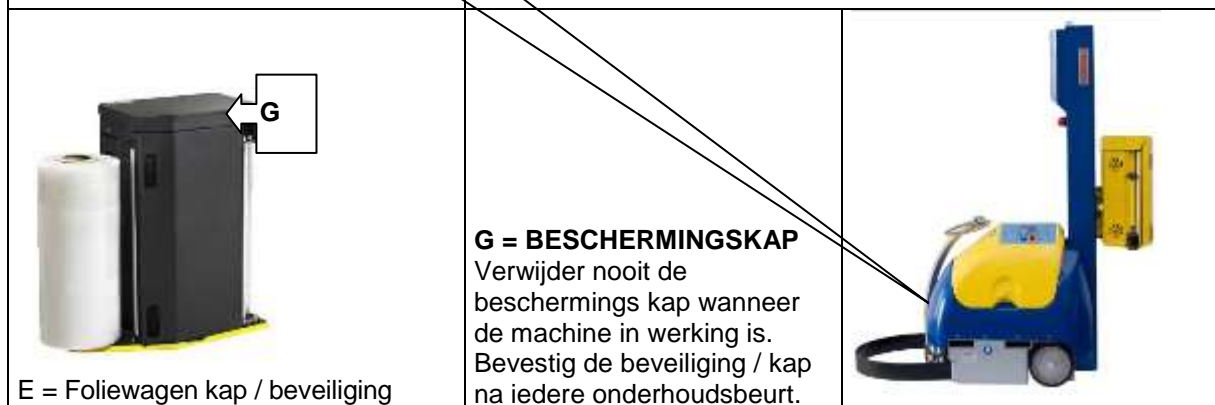 G
E = Foliewagen kap / beveiliging
G = BESCHERMINGSKAP
Verwijder nooit de
beschermings kap wanneer
de machine in werking is.
Bevestig de beveiliging / kap
na iedere onderhoudsbeurt.